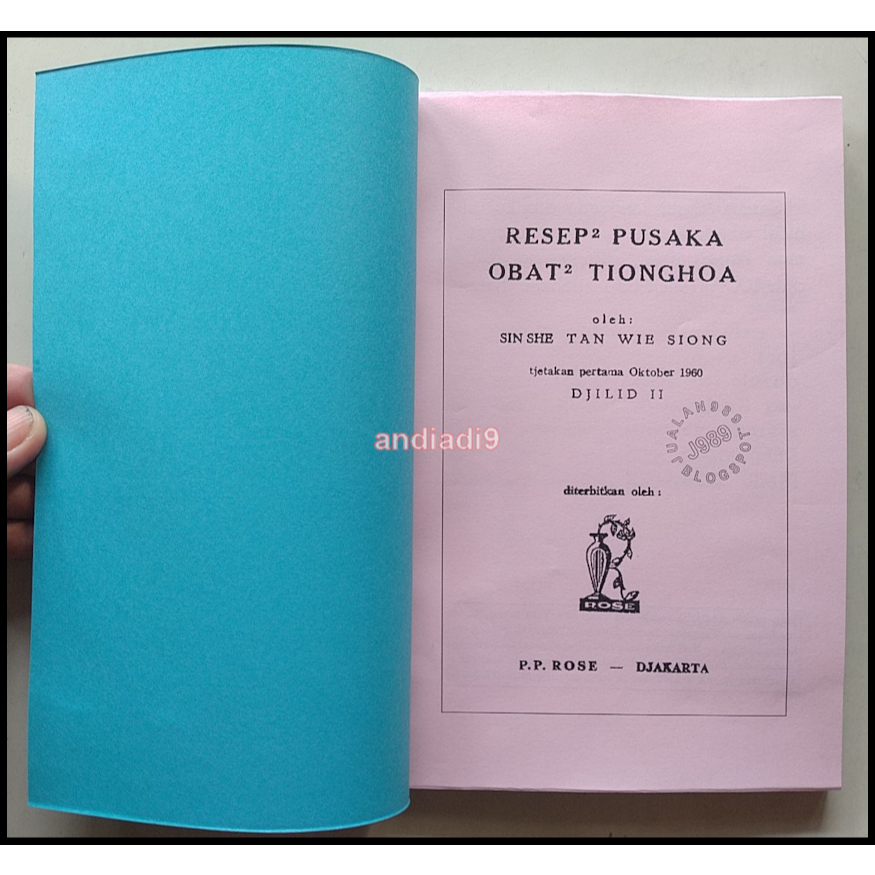 RESEP² PUSAKA
OBAT² TIONGHOA
oleh:
SIN SHE TAN WIE SIONG
tjetakan pertama Oktober 1960
DJILID II
JUALAN989.
J989
BLOGSPOT
andiadi9
diterbitkan oleh :
ROSE
P.P. ROSE — DJAKARTA